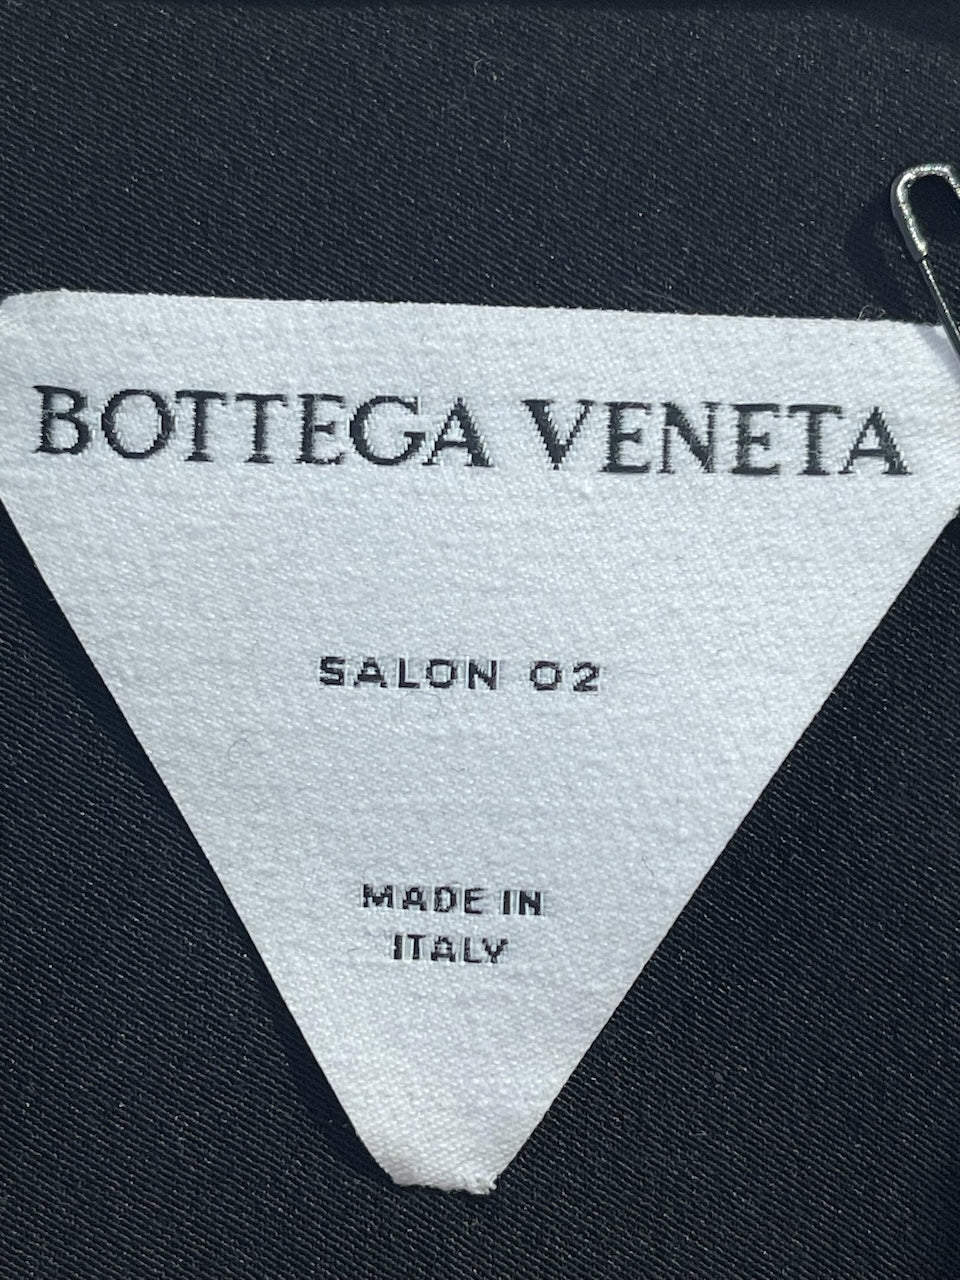 BOTTEGA VENETA
SALON 02
MADE IN
ITALY